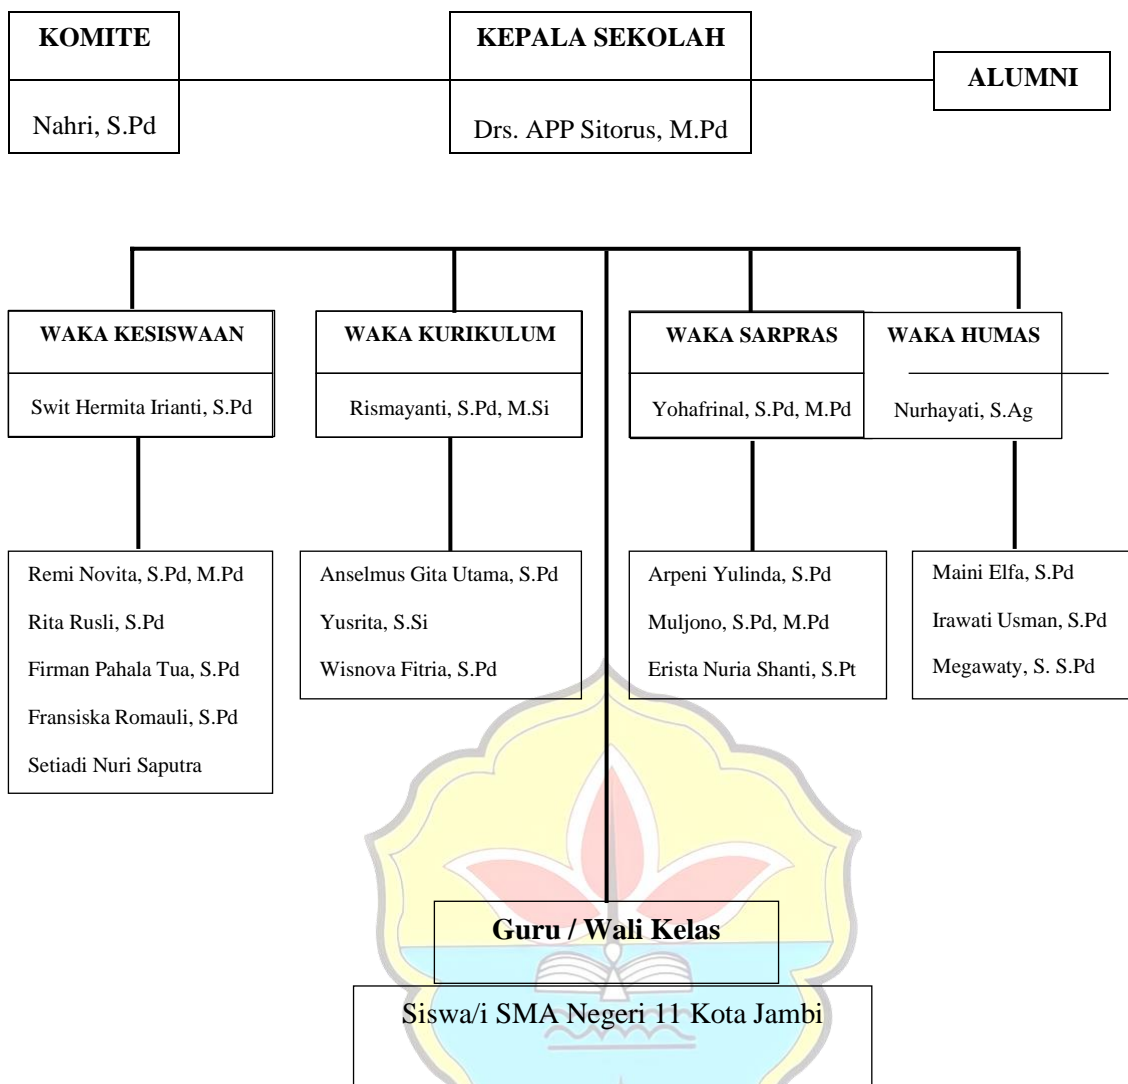 KOMITE
Nahri, S.Pd
KEPALA SEKOLAH
Drs. APP Sitorus, M.Pd
ALUMNI
WAKA KESISWAAN
Swit Hermita Irianti, S.Pd
WAKA KURIKULUM
Rismayanti, S.Pd, M.Si
WAKA SARPRAS
Yohafrinal, S.Pd, M.Pd
WAKA HUMAS
Nurhayati, S.Ag
Remi Novita, S.Pd, M.Pd
Rita Rusli, S.Pd
Firman Pahala Tua, S.Pd
Fransiska Romauli, S.Pd
Setiadi Nuri Saputra
Anselmus Gita Utama, S.Pd
Yusrita, S.Si
Wisnova Fitria, S.Pd
Arpeni Yulinda, S.Pd
Muljono, S.Pd, M.Pd
Erista Nuria Shanti, S.Pt
Maini Elfa, S.Pd
Irawati Usman, S.Pd
Megawaty, S. S.Pd
Guru / Wali Kelas
Siswa/i SMA Negeri 11 Kota Jambi